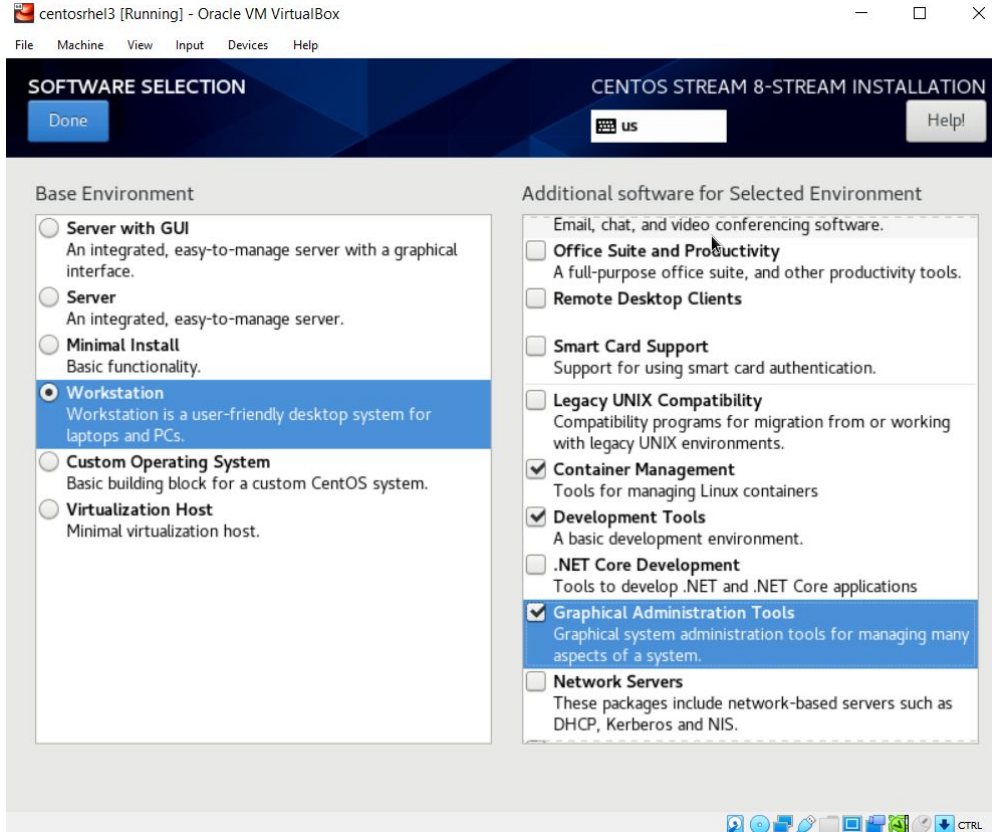 centosrhel3 [Running] - Oracle VM VirtualBox
File Machine View Input Devices Help
SOFTWARE SELECTION
Done
CENTOS STREAM 8-STREAM INSTALLATION
us
Help!
Base Environment
Server with GUI
An integrated, easy-to-manage server with a graphical
interface.
Server
An integrated, easy-to-manage server.
Minimal Install
Basic functionality.
Workstation
Workstation is a user-friendly desktop system for
laptops and PCs.
Custom Operating System
Basic building block for a custom CentOS system.
Virtualization Host
Minimal virtualization host.
Additional software for Selected Environment
Email, chat, and video conferencing software.
Office Suite and Productivity
A full-purpose office suite, and other productivity tools.
Remote Desktop Clients
Smart Card Support
Support for using smart card authentication.
Legacy UNIX Compatibility
Compatibility programs for migration from or working
with legacy UNIX environments.
Container Management
Tools for managing Linux containers
Development Tools
A basic development environment.
.NET Core Development
Tools to develop .NET and .NET Core applications
Graphical Administration Tools
Graphical system administration tools for managing many
aspects of a system.
Network Servers
These packages include network-based servers such as
DHCP, Kerberos and NIS.
CTRL